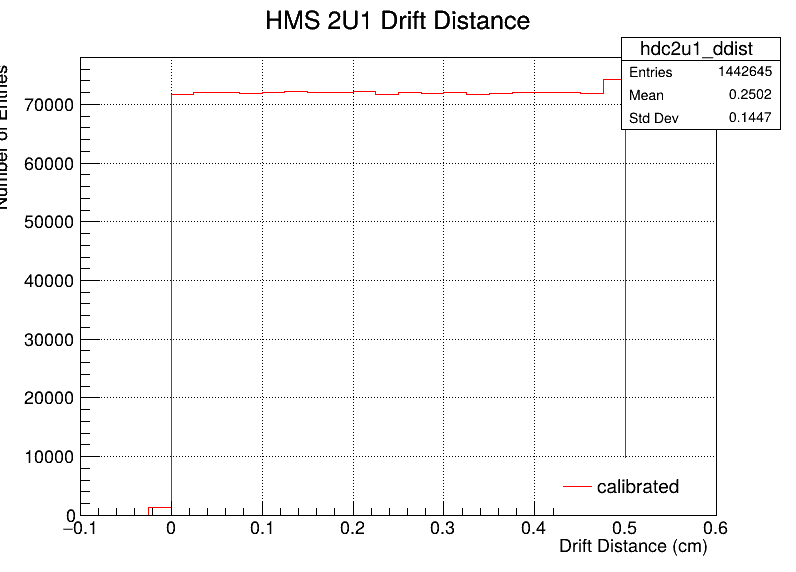 HMS 2U1 Drift Distance
hdc2u1_ddist
Entries 1442645
Mean 0.2502
Std Dev 0.1447
Number of Entries
70000
60000
50000
40000
30000
20000
10000
0
−0.1 0 0.1 0.2 0.3 0.4 0.5 0.6
calibrated
Drift Distance (cm)